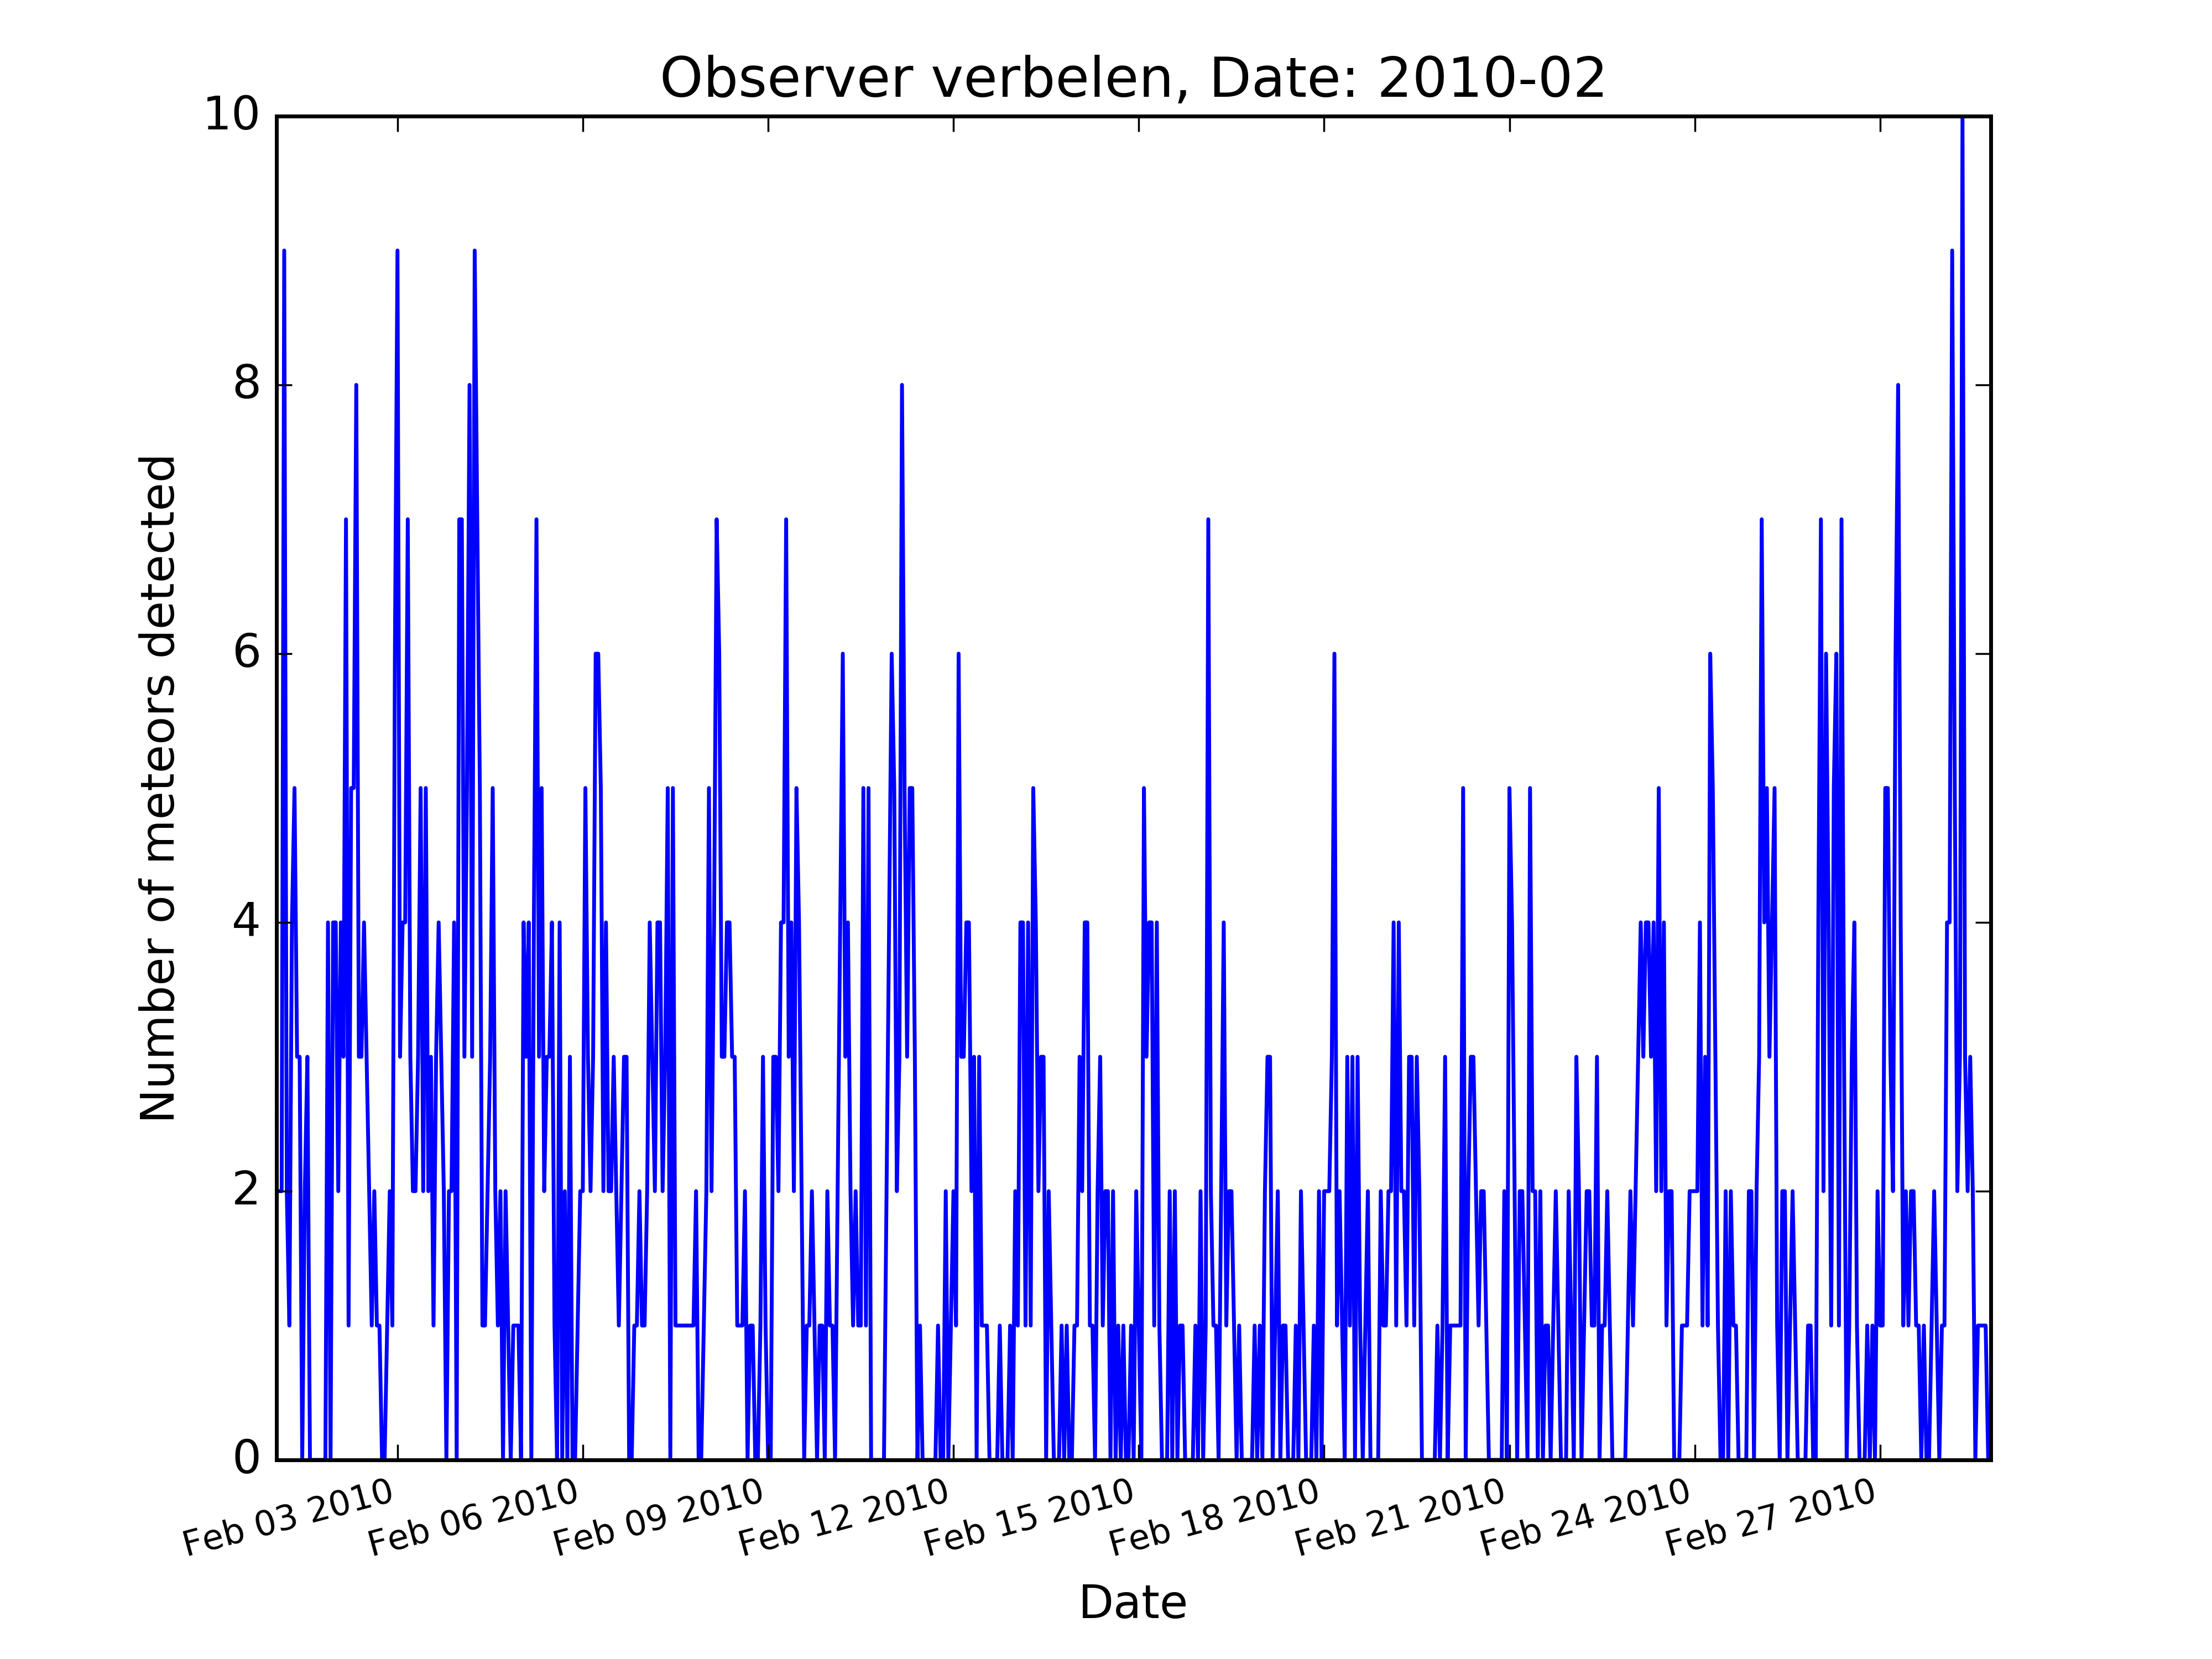 Observer verbelen, Date: 2010-02
Number of meteors detected
10
8
6
4
2
0
Feb 03 2010
Feb 06 2010
Feb 09 2010
Feb 12 2010
Feb 15 2010
Feb 18 2010
Feb 21 2010
Feb 24 2010
Feb 27 2010
Date